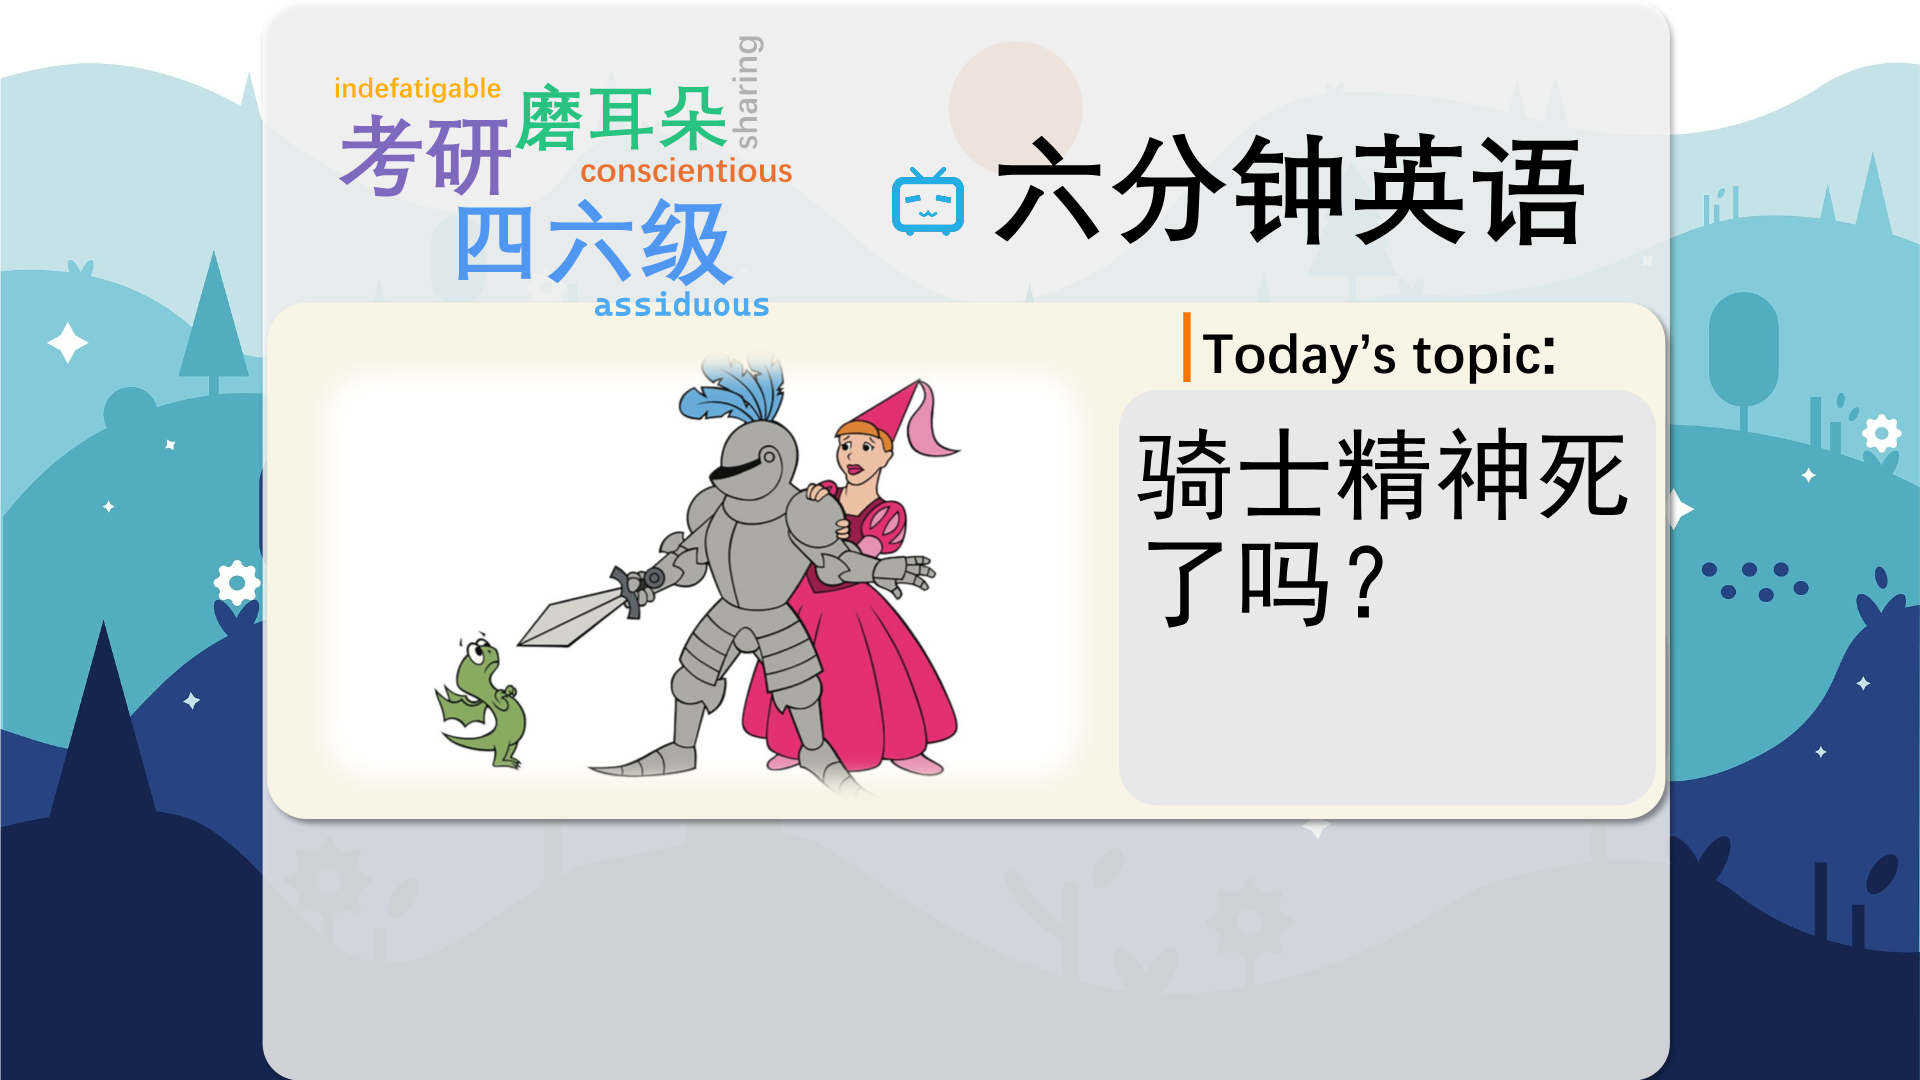 indefatigable
磨耳朵
sharing
考研
conscientious
四六级
assiduous
六分钟英语
Today's topic:
骑士精神死
了吗?